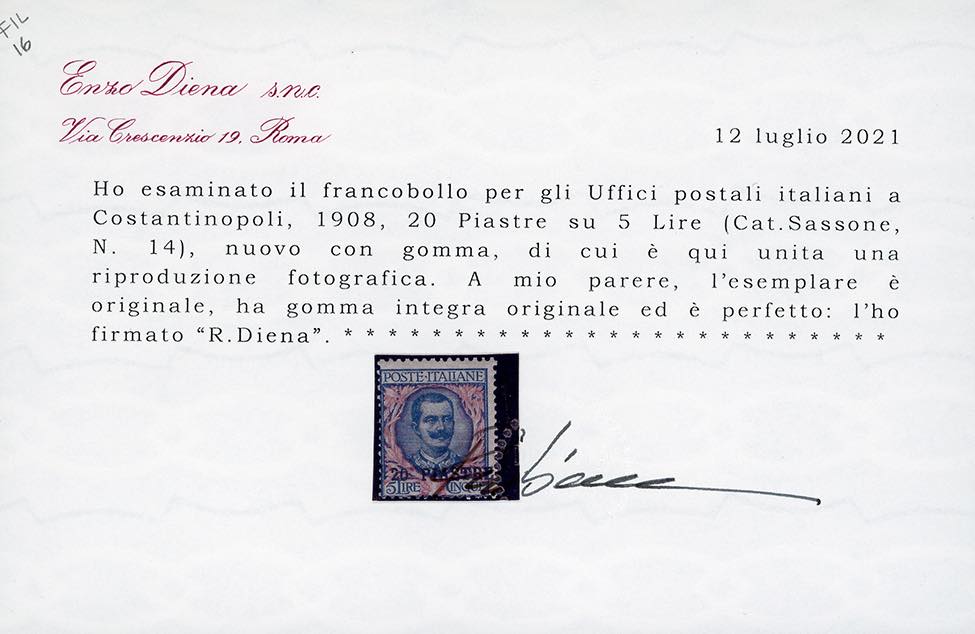 FIL
16
Enzo Diena s.n.c.
Via Crescenzio 19, Roma
12 luglio 2021
Ho esaminato il francobollo per gli Uffici postali italiani a
Costantinopoli, 1908, 20 Piastre su 5 Lire (Cat.Sassone,
N. 14), nuovo con gomma, di cui è qui unita una
riproduzione fotografica. A mio parere, l'esemplare è
originale, ha gomma integra originale ed è perfetto: l'ho
firmato “R.Diena”. * * * * * * * * * * * * * * * * * * * * * * * * *
POSTE·ITALIANE
20 PIASTRE
5 LIRE CINQUE